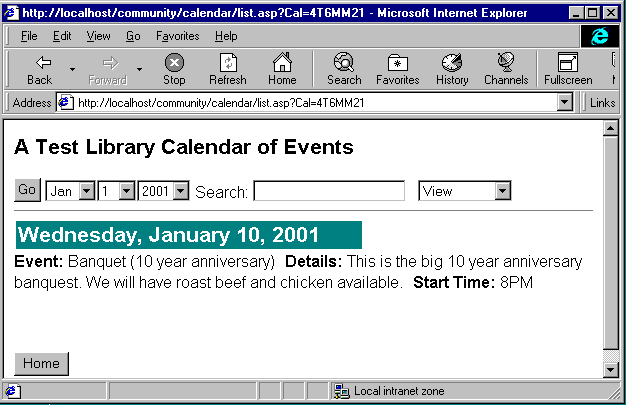 http://localhost/community/calendar/list.asp?Cal=4T6MM21 - Microsoft Internet Explorer
File Edit View Go Favorites Help
Back Forward Stop Refresh Home Search Favorites History Channels Fullscreen
Address http://localhost/community/calendar/list.asp?Cal=4T6MM21 Links
A Test Library Calendar of Events
Go Jan 1 2001 Search: View
Wednesday, January 10, 2001
Event: Banquet (10 year anniversary) Details: This is the big 10 year anniversary
banquest. We will have roast beef and chicken available. Start Time: 8PM
Home
Local intranet zone